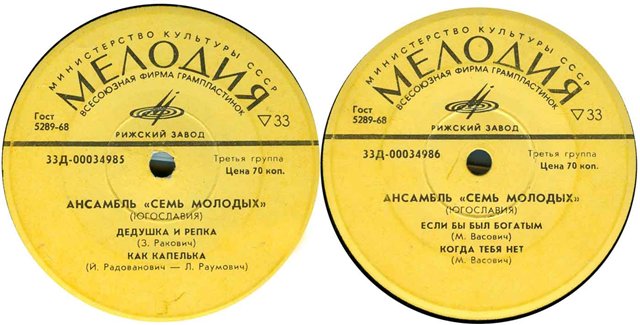 МИНИСТЕРСТВО КУЛЬТУРЫ СССР
МЕЛОДИЯ
ВСЕСОЮЗНАЯ ФИРМА ГРАМПЛАСТИНОК
Гост
5289-68
▽33
РИЖСКИЙ ЗАВОД
33Д-00034985
Третья группа
Цена 70 коп.
АНСАМБЛЬ «СЕМЬ МОЛОДЫХ»
(ЮГОСЛАВИЯ)
ДЕДУШКА И РЕПКА
(З. Ракович)
КАК КАПЕЛЬКА
(Й. Радованович — Л. Раумович)
МИНИСТЕРСТВО КУЛЬТУРЫ СССР
МЕЛОДИЯ
ВСЕСОЮЗНАЯ ФИРМА ГРАМПЛАСТИНОК
Гост
5289-68
▽33
РИЖСКИЙ ЗАВОД
33Д-00034986
Третья группа
Цена 70 коп.
АНСАМБЛЬ «СЕМЬ МОЛОДЫХ»
(ЮГОСЛАВИЯ)
ЕСЛИ БЫ БЫЛ БОГАТЫМ
(М. Васович)
КОГДА ТЕБЯ НЕТ
(М. Васович)